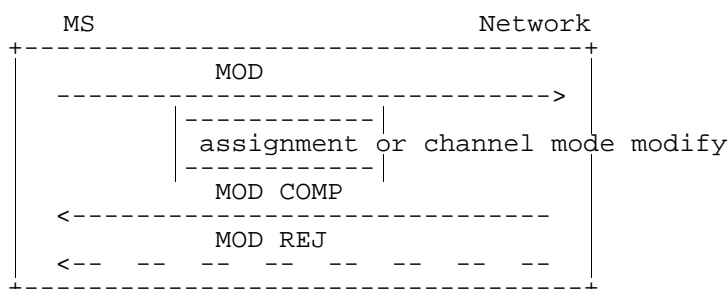 MS Network
MOD
assignment or channel mode modify
MOD COMP
MOD REJ